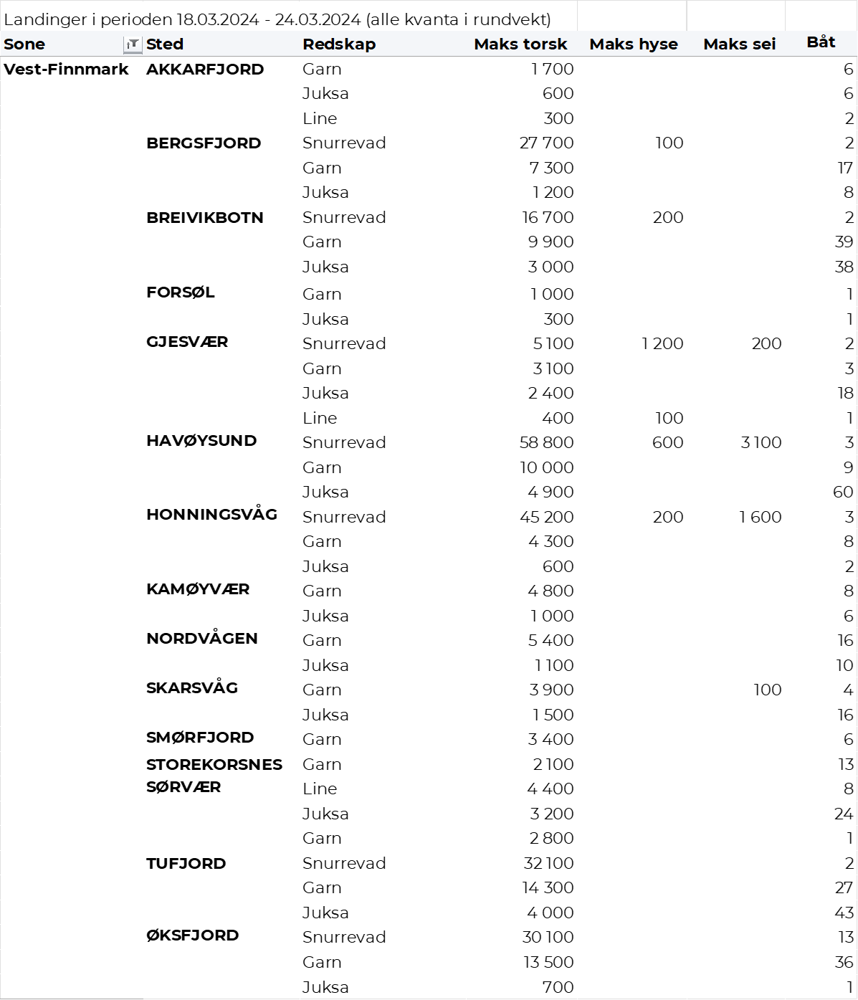 Landinger i perioden 18.03.2024 - 24.03.2024 (alle kvanta i rundvekt)
Sone Sted Redskap Maks torsk Maks hyse Maks sei Båt
Vest-Finnmark AKKARFJORD Garn 1 700 6
Juksa 600 6
Line 300 2
BERGSFJORD Snurrevad 27 700 100 2
Garn 7 300 17
Juksa 1 200 8
BREIVIKBOTN Snurrevad 16 700 200 2
Garn 9 900 39
Juksa 3 000 38
FORSØL Garn 1 000 1
Juksa 300 1
GJESVÆR Snurrevad 5 100 1 200 200 2
Garn 3 100 3
Juksa 2 400 18
Line 400 100 1
HAVØYSUND Snurrevad 58 800 600 3 100 3
Garn 10 000 9
Juksa 4 900 60
HONNINGSVÅG Snurrevad 45 200 200 1 600 3
Garn 4 300 8
Juksa 600 2
KAMØYVÆR Garn 4 800 8
Juksa 1 000 6
NORDVÅGEN Garn 5 400 16
Juksa 1 100 10
SKARSVÅG Garn 3 900 100 4
Juksa 1 500 16
SMØRFJORD Garn 3 400 6
STOREKORSNES Garn 2 100 13
SØRVÆR Line 4 400 8
Juksa 3 200 24
Garn 2 800 1
TUFJORD Snurrevad 32 100 2
Garn 14 300 27
Juksa 4 000 43
ØKSFJORD Snurrevad 30 100 13
Garn 13 500 36
Juksa 700 1